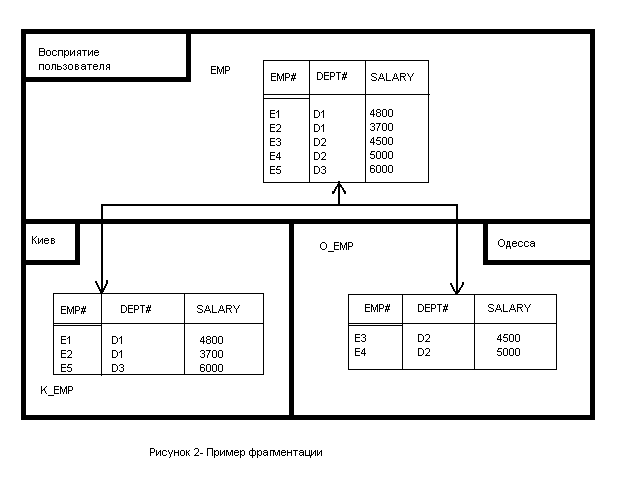 Восприятие
пользователя
EMP
EMP# DEPT# SALARY
E1 D1 4800
E2 D1 3700
E3 D2 4500
E4 D2 5000
E5 D3 6000
Киев
O_EMP
Одесса
EMP# DEPT# SALARY
E1 D1 4800
E2 D1 3700
E5 D3 6000
K_EMP
EMP# DEPT# SALARY
E3 D2 4500
E4 D2 5000
Рисунок 2- Пример фрагментации